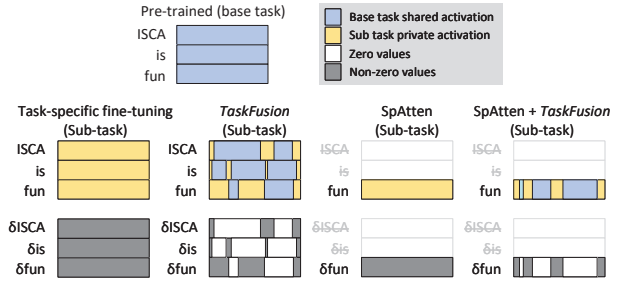 Pre-trained (base task)
ISCA
is
fun
Base task shared activation
Sub task private activation
Zero values
Non-zero values
Task-specific fine-tuning
(Sub-task)
ISCA
is
fun
δISCA
δis
δfun
TaskFusion
(Sub-task)
ISCA
is
fun
δISCA
δis
δfun
SpAtten
(Sub-task)
ISCA
is
fun
δISCA
δis
δfun
SpAtten + TaskFusion
(Sub-task)
ISCA
is
fun
δISCA
δis
δfun